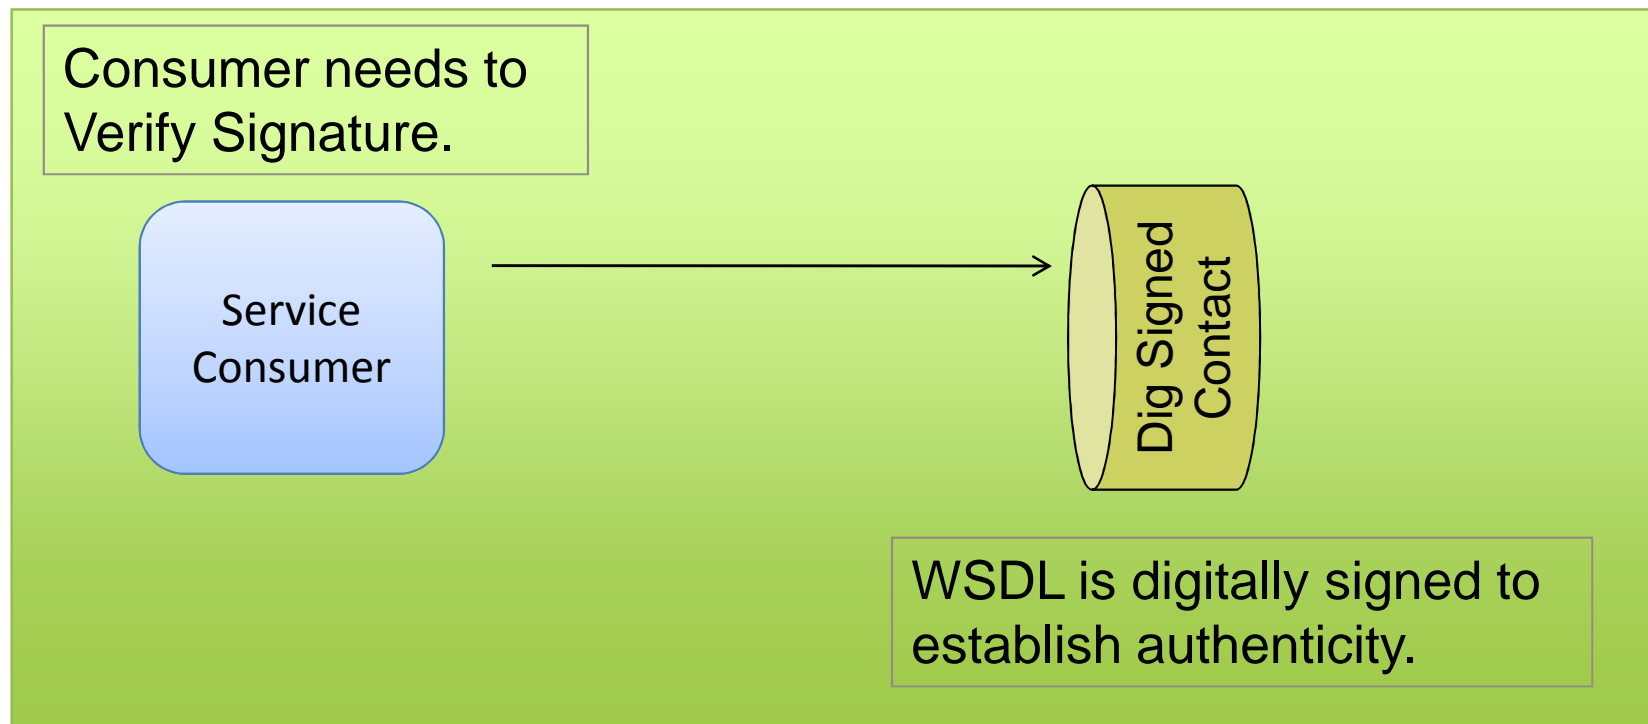 Consumer needs to
Verify Signature.
Service
Consumer
Dig Signed
Contact
WSDL is digitally signed to
establish authenticity.